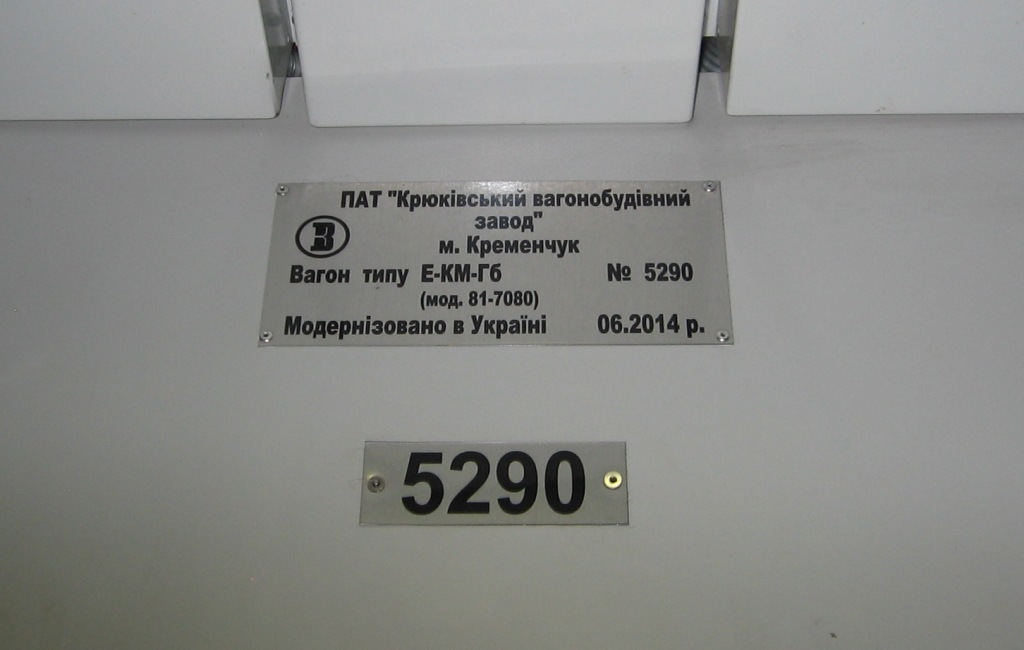 ПАТ "Крюківський вагонобудівний
завод"
м. Кременчук
Вагон типу Е-КМ-Гб № 5290
(мод. 81-7080)
Модернізовано в Україні 06.2014 р.
5290